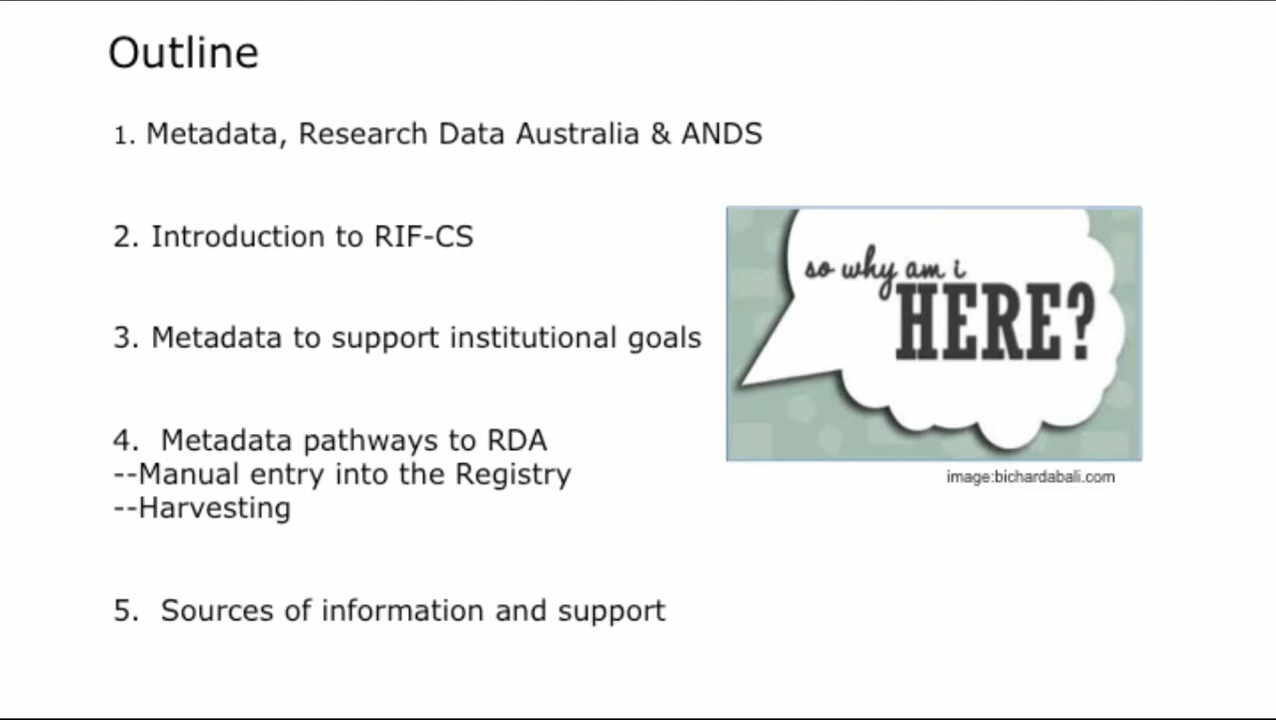 Outline
1. Metadata, Research Data Australia & ANDS
2. Introduction to RIF-CS
3. Metadata to support institutional goals
4. Metadata pathways to RDA
--Manual entry into the Registry
--Harvesting
5. Sources of information and support
so why am i
HERE?
image:bichardabali.com